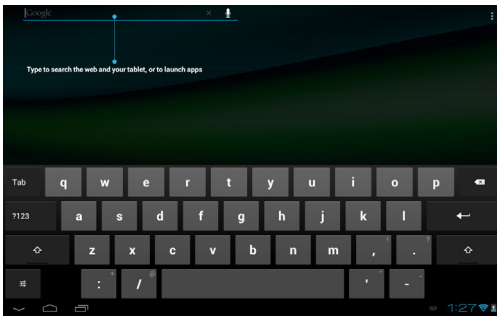 Google
Type to search the web and your tablet, or to launch apps
Tab q w e r t y u i o p
?123 a s d f g h j k l
z x c v b n m , ! . ?
: + / @ ' " - _
1:27